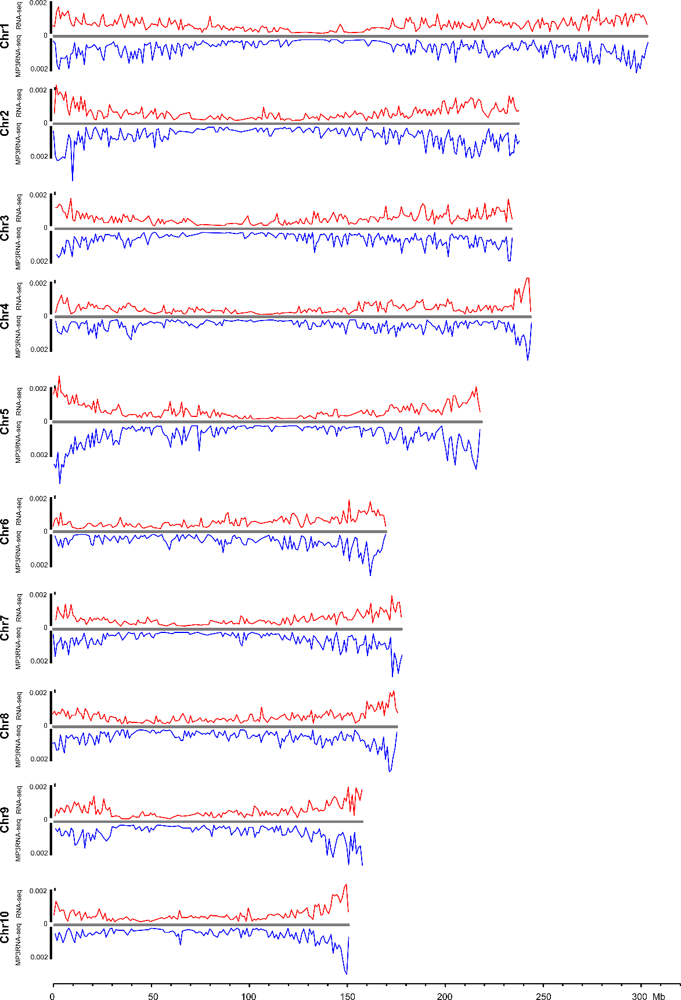 0.002
RNA-seq
0
Chr1
MP3RNA-seq
0.002
0.002
RNA-seq
0
Chr2
MP3RNA-seq
0.002
0.002
RNA-seq
0
Chr3
MP3RNA-seq
0.002
0.002
RNA-seq
0
Chr4
MP3RNA-seq
0.002
0.002
RNA-seq
0
Chr5
MP3RNA-seq
0.002
0.002
RNA-seq
0
Chr6
MP3RNA-seq
0.002
0.002
RNA-seq
0
Chr7
MP3RNA-seq
0.002
0.002
RNA-seq
0
Chr8
MP3RNA-seq
0.002
0.002
RNA-seq
0
Chr9
MP3RNA-seq
0.002
0.002
RNA-seq
0
Chr10
MP3RNA-seq
0.002
0 50 100 150 200 250 300 Mb